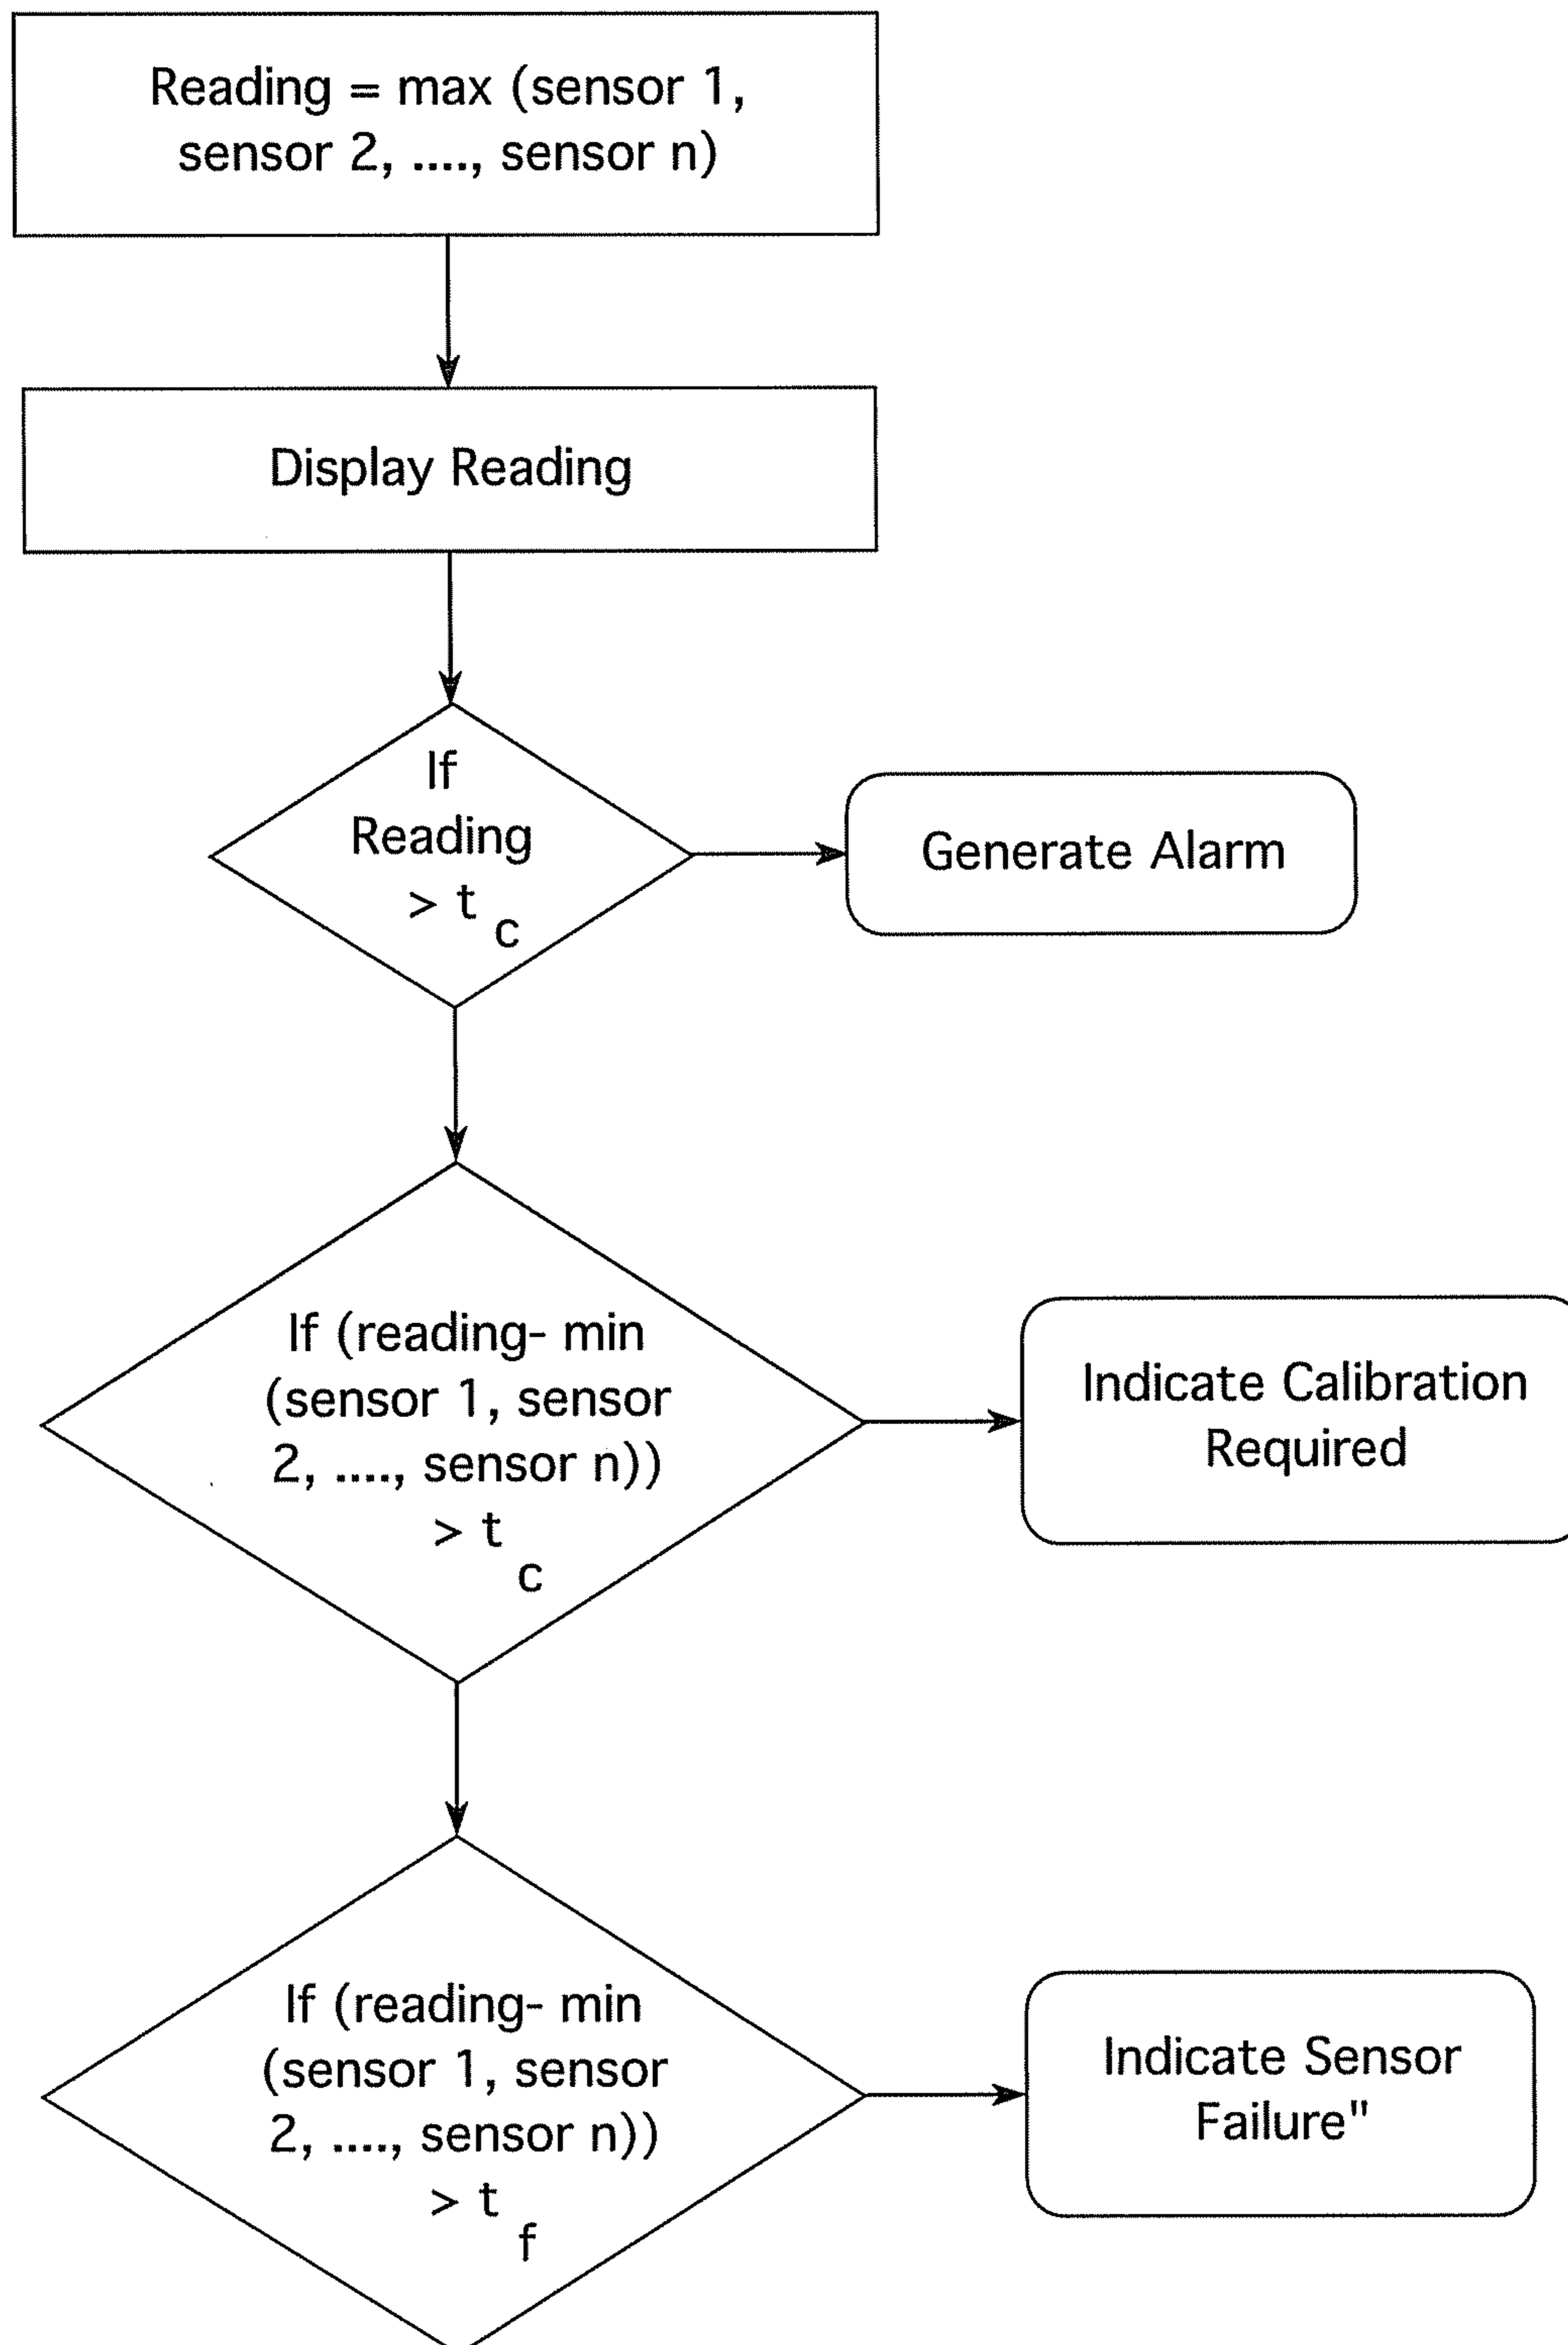 Reading = max (sensor 1,
sensor 2, ...., sensor n)
Display Reading
If
Reading
> t
c
Generate Alarm
If (reading- min
(sensor 1, sensor
2, ...., sensor n))
> t
c
Indicate Calibration
Required
If (reading- min
(sensor 1, sensor
2, ...., sensor n))
> t
f
Indicate Sensor
Failure"